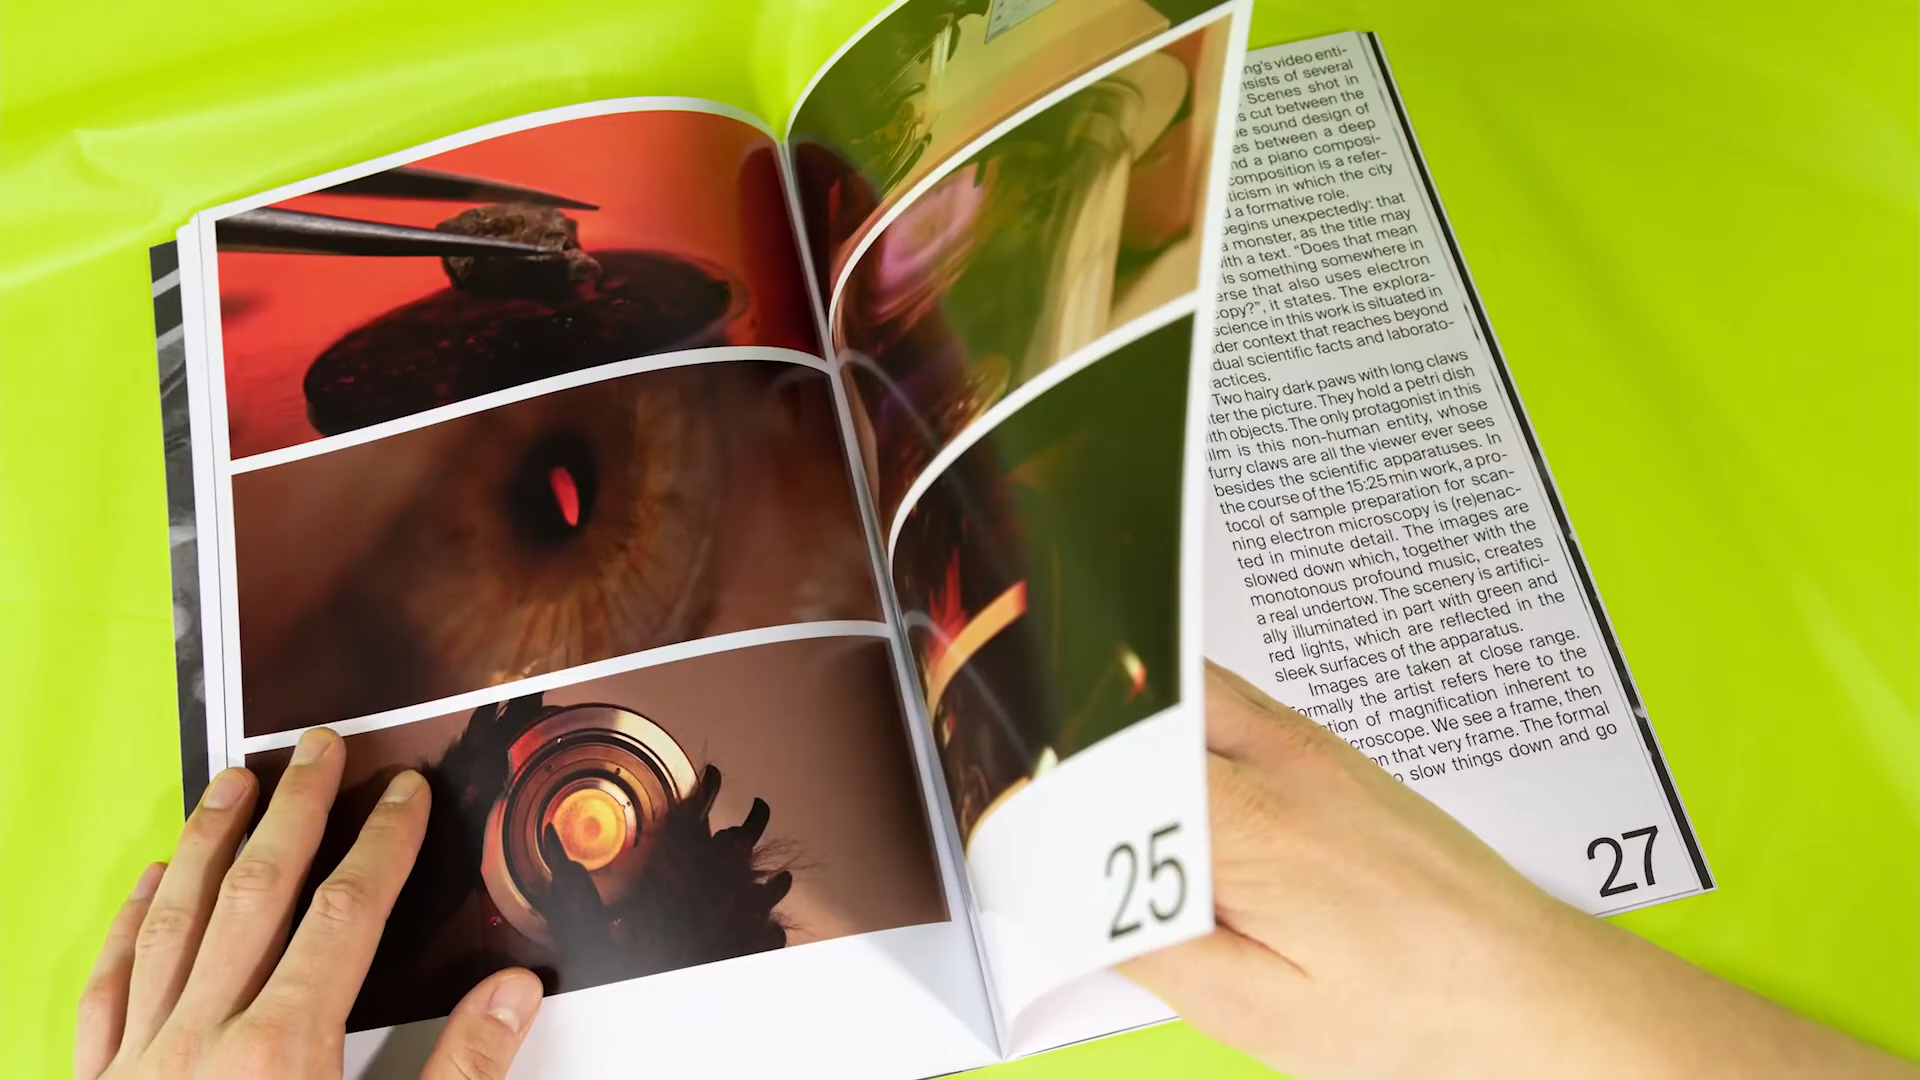 ng's video enti-
sists of several
Scenes shot in
s cut between the
e sound design of
es between a deep
nd a piano composi-
composition is a refer-
ticism in which the city
d a formative role.
egins unexpectedly: that
a monster, as the title may
ith a text. “Does that mean
is something somewhere in
erse that also uses electron
opy?”, it states. The explora-
science in this work is situated in
der context that reaches beyond
dual scientific facts and laborato-
actices.
Two hairy dark paws with long claws
ter the picture. They hold a petri dish
ith objects. The only protagonist in this
film is this non-human entity, whose
furry claws are all the viewer ever sees
besides the scientific apparatuses. In
the course of the 15:25 min work, a pro-
tocol of sample preparation for scan-
ning electron microscopy is (re)enac-
ted in minute detail. The images are
slowed down which, together with the
monotonous profound music, creates
a real undertow. The scenery is artifici-
ally illuminated in part with green and
red lights, which are reflected in the
sleek surfaces of the apparatus.
Images are taken at close range.
Formally the artist refers here to the
tion of magnification inherent to
croscope. We see a frame, then
on that very frame. The formal
o slow things down and go
25
27